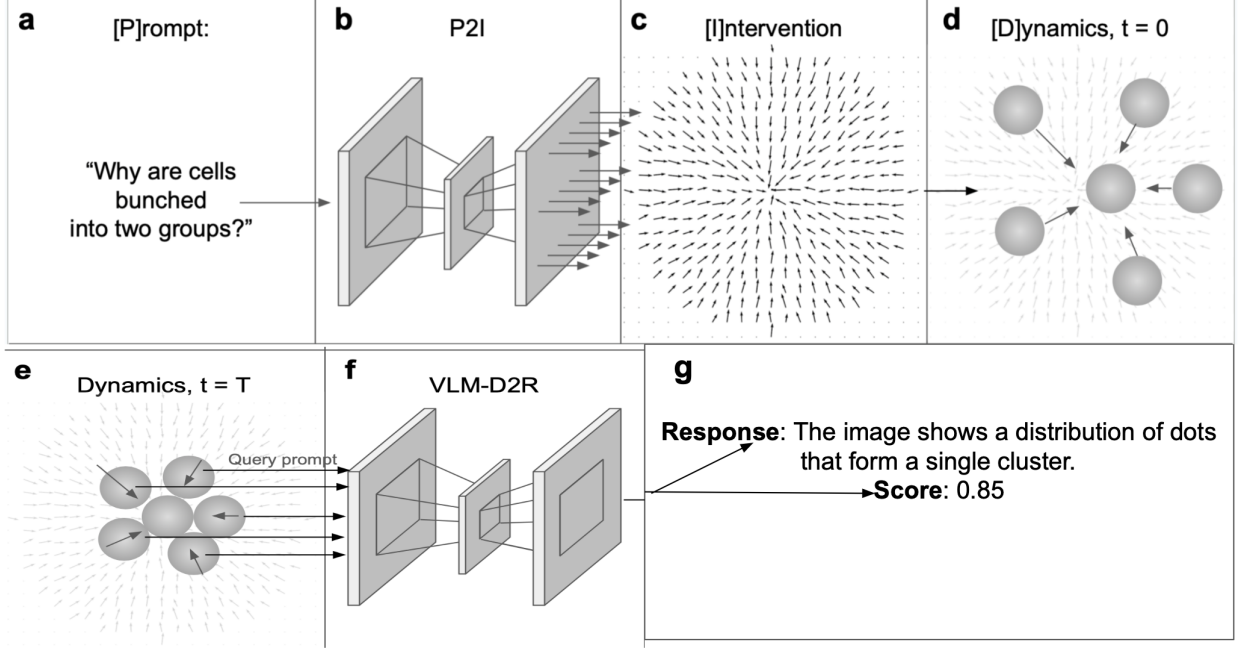 a
[P]rompt:
“Why are cells
bunched
into two groups?”
b
P2I
c
[I]ntervention
d
[D]ynamics, t = 0
e
Dynamics, t = T
Query prompt
f
VLM-D2R
g
Response: The image shows a distribution of dots
that form a single cluster.
Score: 0.85